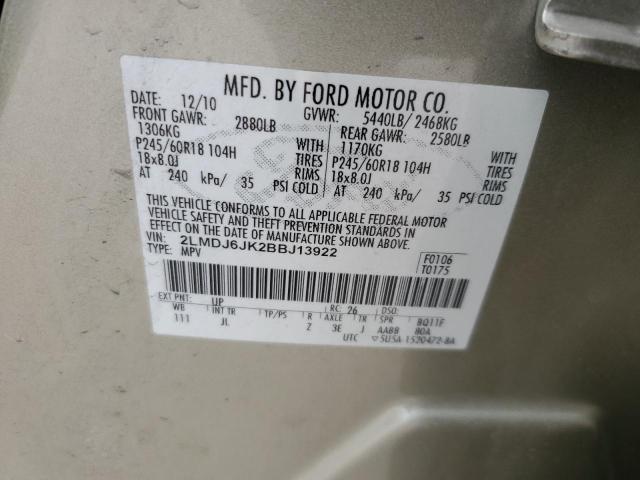 MFD. BY FORD MOTOR CO.
DATE: 12/10 GVWR: 5440LB/2468KG
FRONT GAWR: 2880LB REAR GAWR: 2580LB
1306KG WITH 1170KG WITH
P245/60R18 104H TIRES P245/60R18 104H TIRES
18x8.0J RIMS 18x8.0J RIMS
AT 240 kPa/ 35 PSI COLD AT 240 kPa/ 35 PSI COLD
THIS VEHICLE CONFORMS TO ALL APPLICABLE FEDERAL MOTOR
VEHICLE SAFETY AND THEFT PREVENTION STANDARDS IN
EFFECT ON THE DATE OF MANUFACTURE SHOWN ABOVE.
VIN: 2LMDJ6JK2BBJ13922
TYPE: MPV
F0106
T0175
EXT PNT: UP RC: 26 DSO:
WB INT TR TP/PS R AXLE TR SPR BQ11F
111 JL Z 3E J AABB 80A
UTC 5U5A-1520472-8A